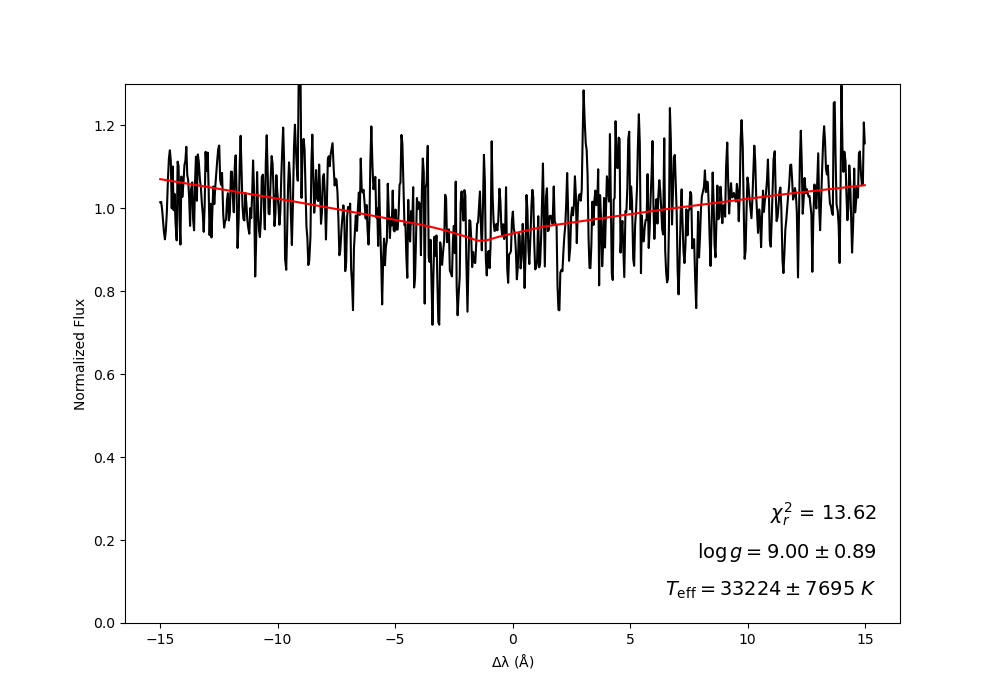 1.2
1.0
0.8
0.6
0.4
0.2
0.0
Normalized Flux
χ²ᵣ = 13.62
log g = 9.00 ± 0.89
T_eff = 33224 ± 7695 K
−15 −10 −5 0 5 10 15
Δλ (Å)